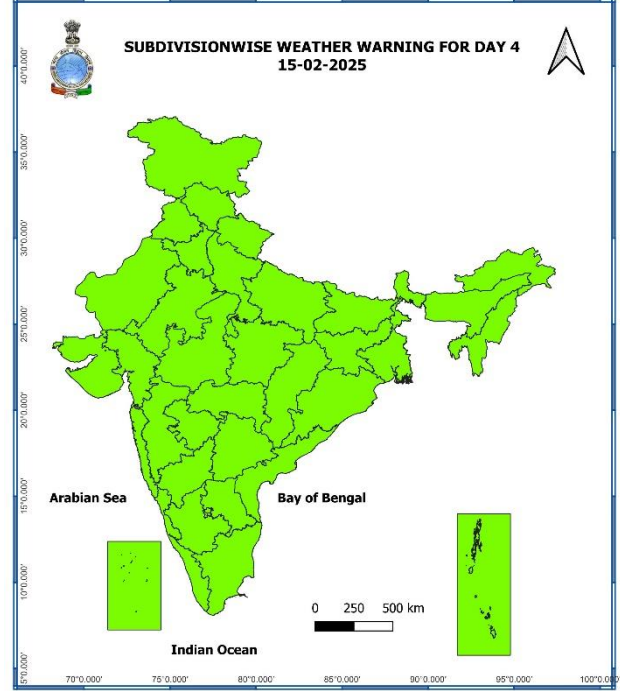 SUBDIVISIONWISE WEATHER WARNING FOR DAY 4
15-02-2025
40°0.000'
35°0.000'
30°0.000'
25°0.000'
20°0.000'
15°0.000'
10°0.000'
5°0.000'
Arabian Sea
Bay of Bengal
0 250 500 km
Indian Ocean
70°0.000' 75°0.000' 80°0.000' 85°0.000' 90°0.000' 95°0.000' 100°0.000'